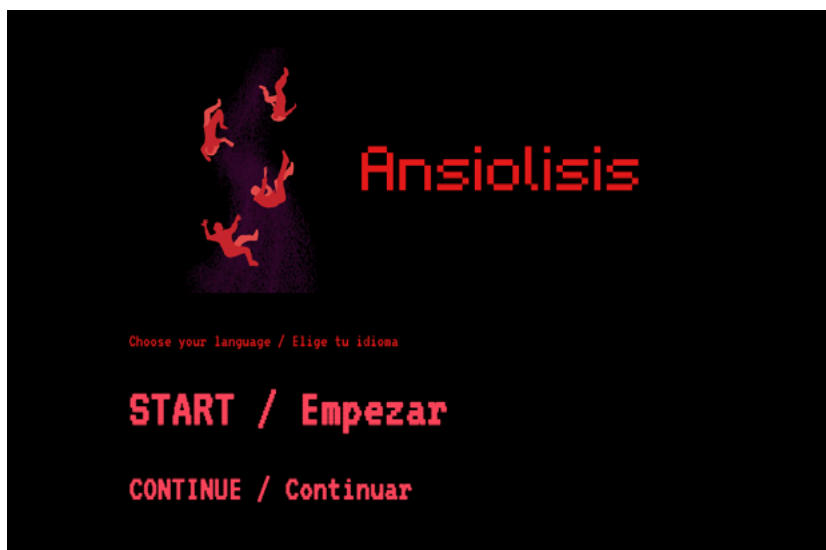 Ansiolisis
Choose your language / Elige tu idioma
START / Empezar
CONTINUE / Continuar